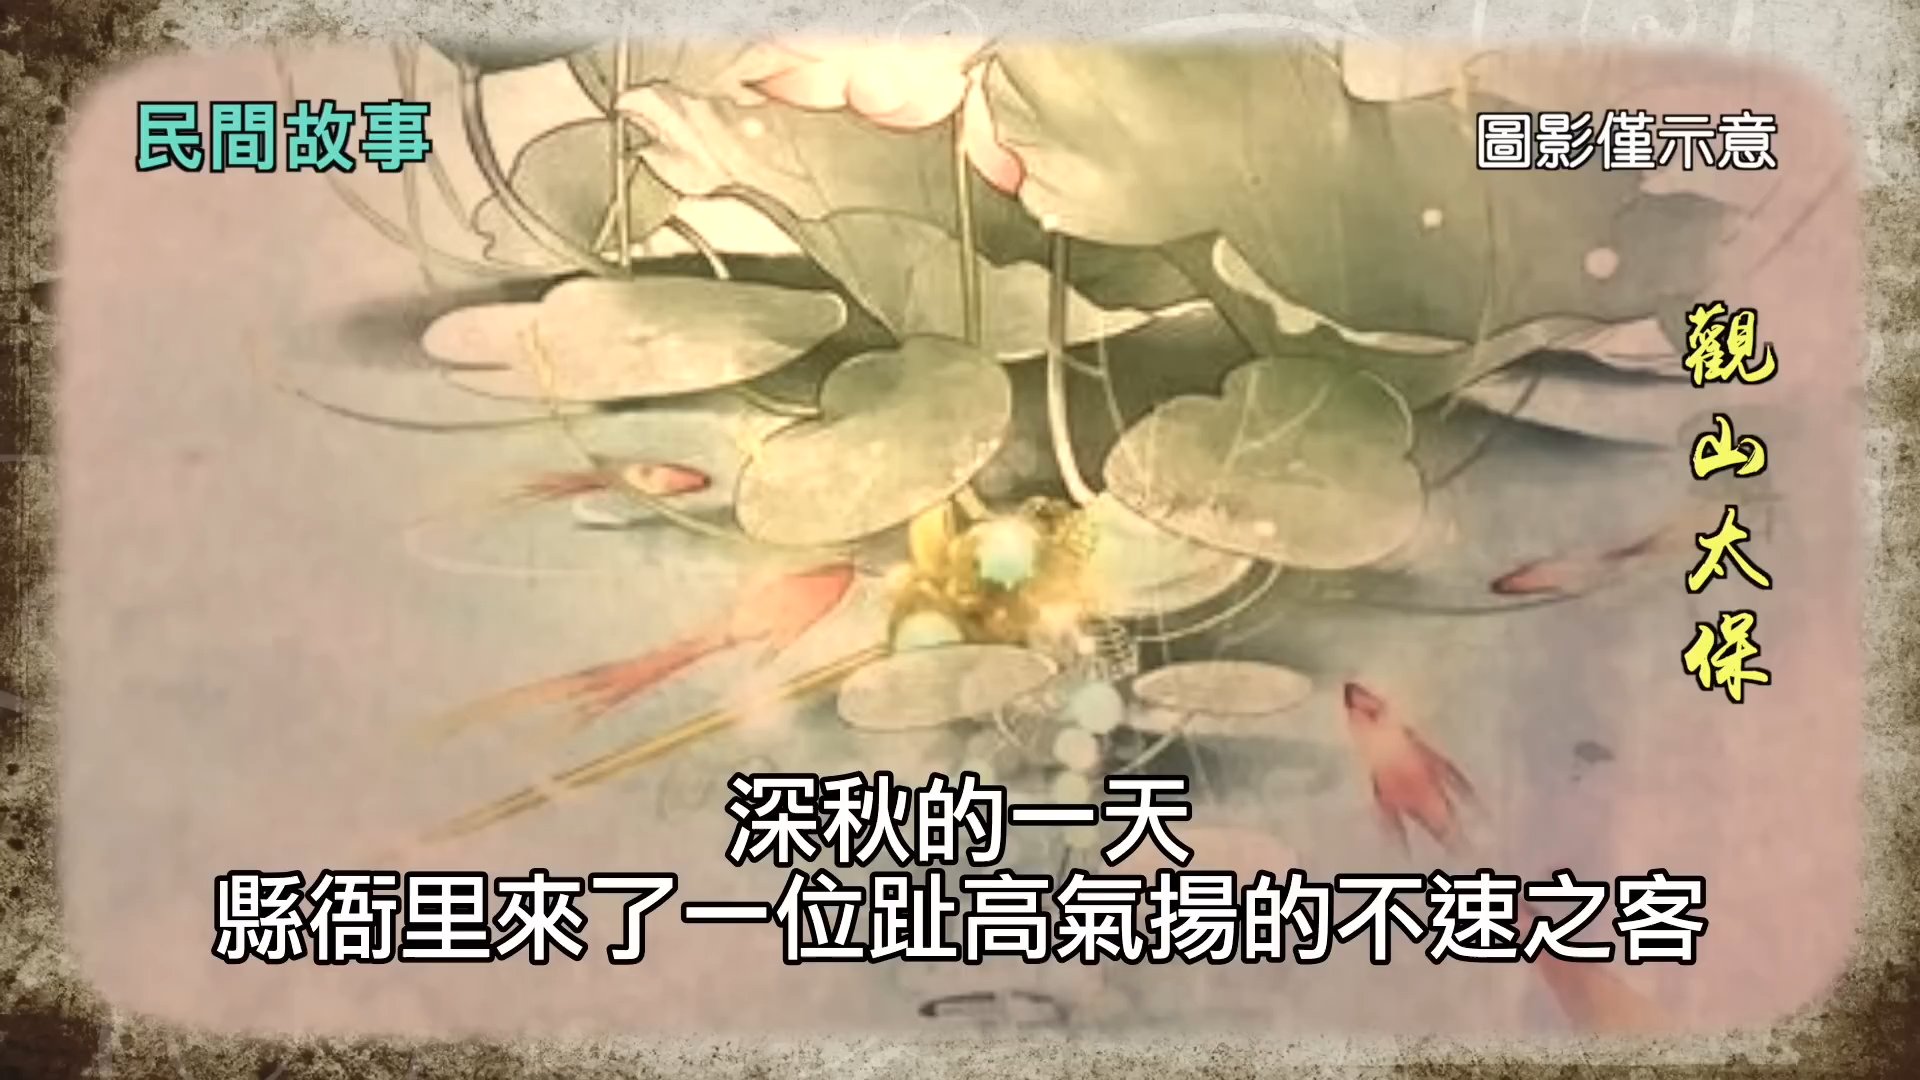 民間故事
圖影僅示意
觀山太保
深秋的一天
縣衙里來了一位趾高氣揚的不速之客